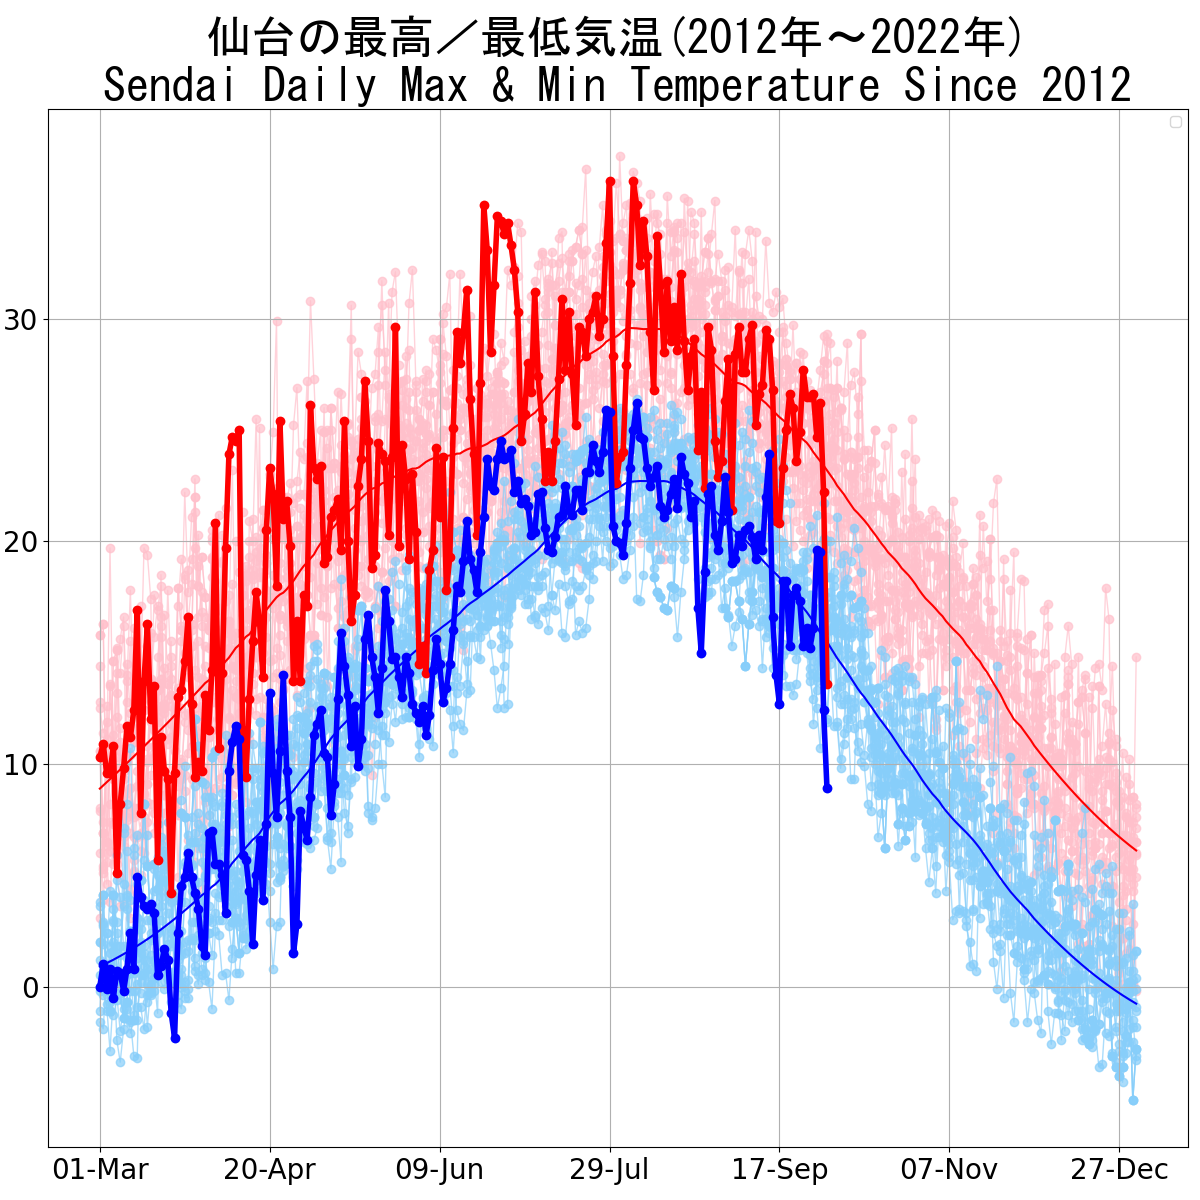 仙台の最高／最低気温(2012年～2022年)
Sendai Daily Max & Min Temperature Since 2012
30
20
10
0
01-Mar 20-Apr 09-Jun 29-Jul 17-Sep 07-Nov 27-Dec